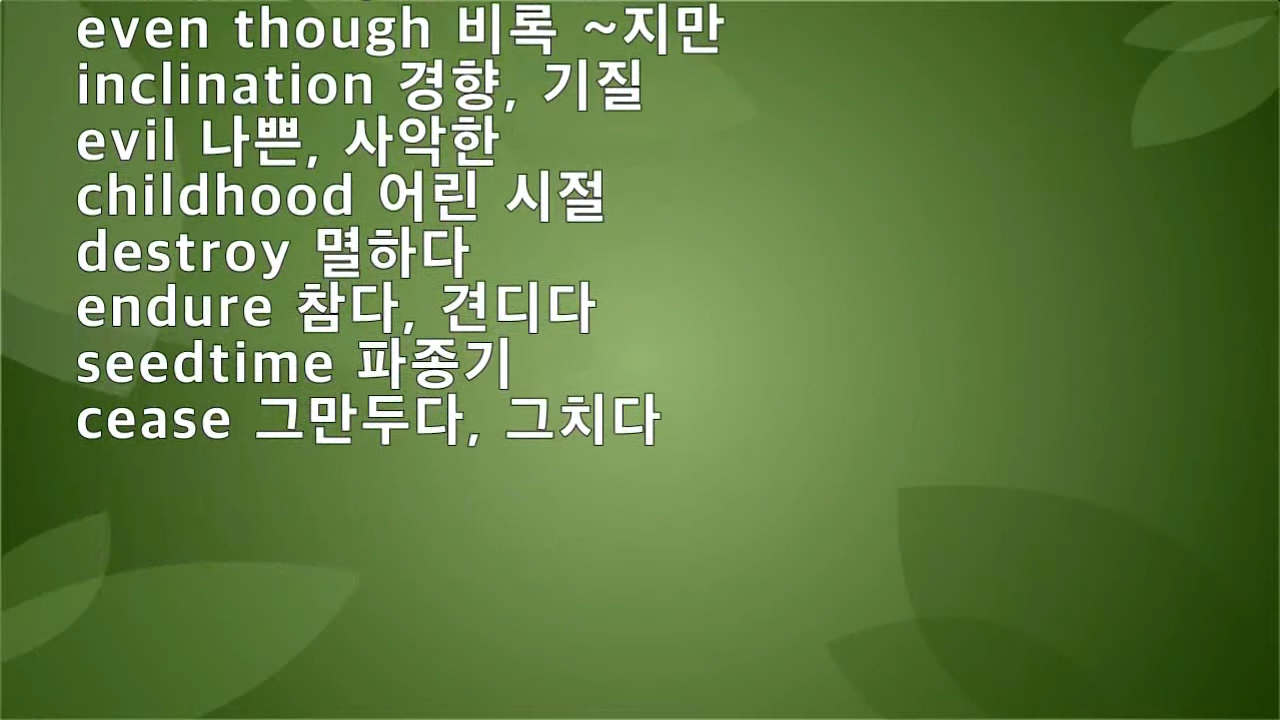 even though 비록 ~지만
inclination 경향, 기질
evil 나쁜, 사악한
childhood 어린 시절
destroy 멸하다
endure 참다, 견디다
seedtime 파종기
cease 그만두다, 그치다